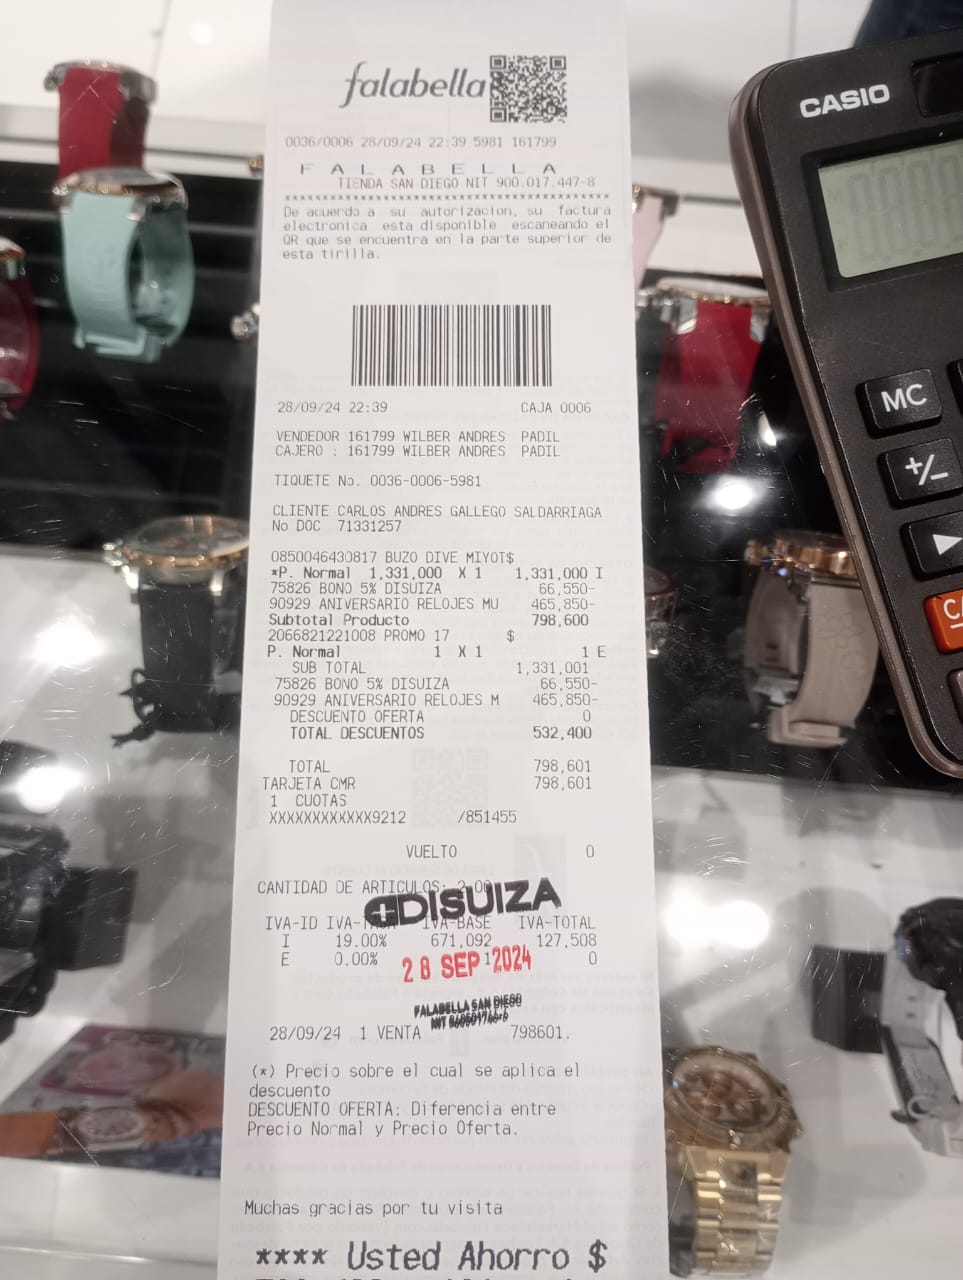 falabella
0036/0006 28/09/24 22:39 5981 161799
F A L A B E L L A
TIENDA SAN DIEGO NIT 900.017.447-8
****************************************
De acuerdo a su autorizacion, su factura
electronica esta disponible escaneando el
QR que se encuentra en la parte superior de
esta tirilla.
28/09/24 22:39 CAJA 0006
VENDEDOR 161799 WILBER ANDRES PADIL
CAJERO : 161799 WILBER ANDRES PADIL
TIQUETE No. 0036-0006-5981
CLIENTE CARLOS ANDRES GALLEGO SALDARRIAGA
No DOC 71331257
0850046430817 BUZO DIVE MIYOT$
*P. Normal 1,331,000 X 1 1,331,000 I
75826 BONO 5% DISUIZA 66,550-
90929 ANIVERSARIO RELOJES MU 465,850-
Subtotal Producto 798,600
2066821221008 PROMO 17 $
P. Normal 1 X 1 1 E
SUB TOTAL 1,331,001
75826 BONO 5% DISUIZA 66,550-
90929 ANIVERSARIO RELOJES M 465,850-
DESCUENTO OFERTA 0
TOTAL DESCUENTOS 532,400
TOTAL 798,601
TARJETA CMR 798,601
1 CUOTAS
XXXXXXXXXXXX9212 /851455
VUELTO 0
CANTIDAD DE ARTICULOS: 2.00
DISUIZA
IVA-ID IVA-TASA IVA-BASE IVA-TOTAL
I 19.00% 671,092 127,508
E 0.00% 1 0
28 SEP 2024
FALABELLA SAN DIEGO
28/09/24 1 VENTA 798601.
(*) Precio sobre el cual se aplica el
descuento
DESCUENTO OFERTA: Diferencia entre
Precio Normal y Precio Oferta.
Muchas gracias por tu visita
**** Usted Ahorro $
CASIO
MC
+/-